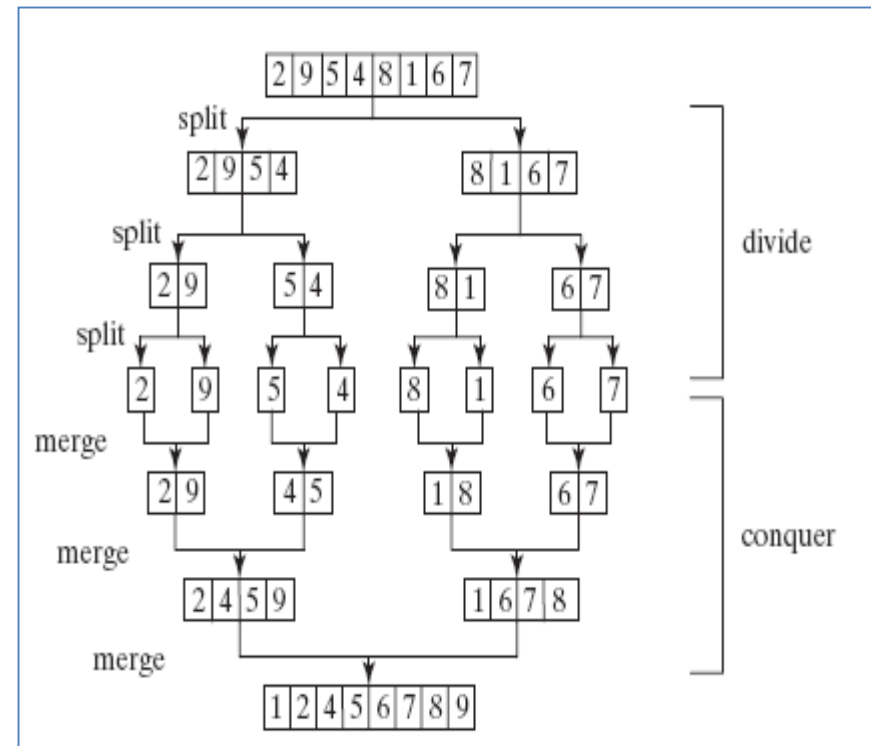 2 9 5 4 8 1 6 7
split
2 9 5 4 8 1 6 7
split
divide
2 9 5 4 8 1 6 7
split
2 9 5 4 8 1 6 7
merge
2 9 4 5 1 8 6 7
conquer
merge
2 4 5 9 1 6 7 8
merge
1 2 4 5 6 7 8 9